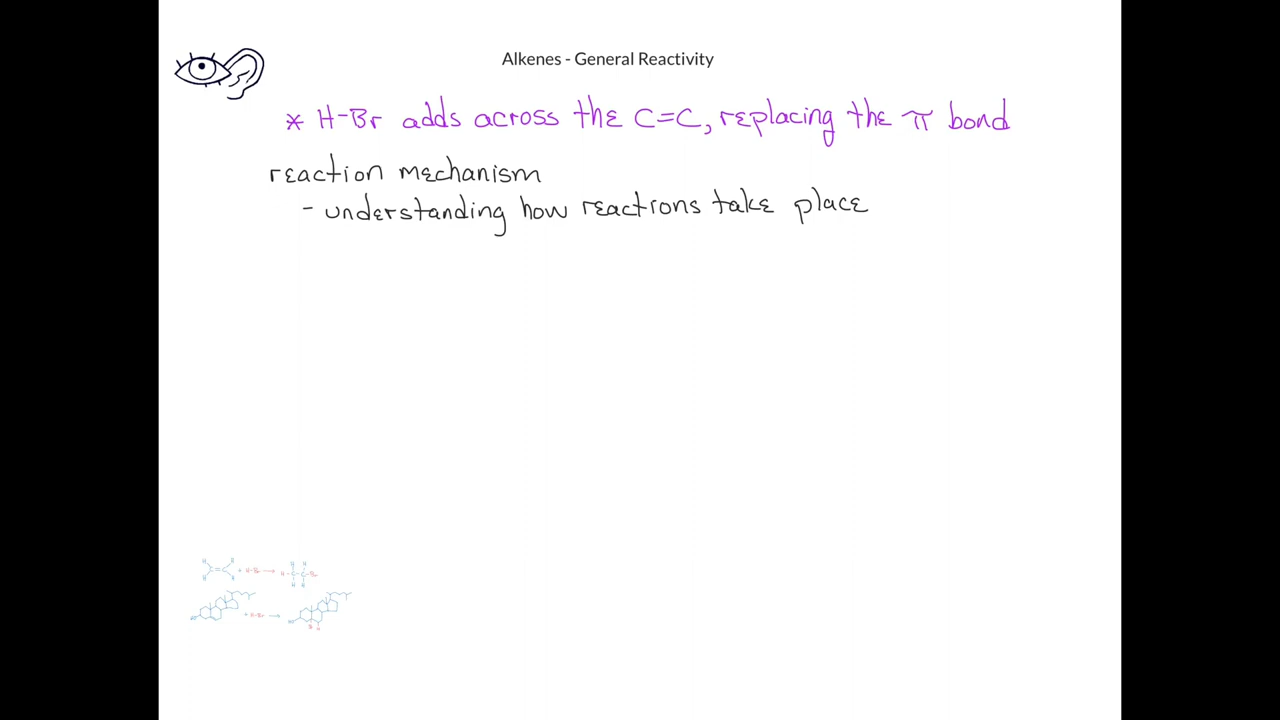 Alkenes - General Reactivity
* H-Br adds across the C=C, replacing the π bond
reaction mechanism
- understanding how reactions take place